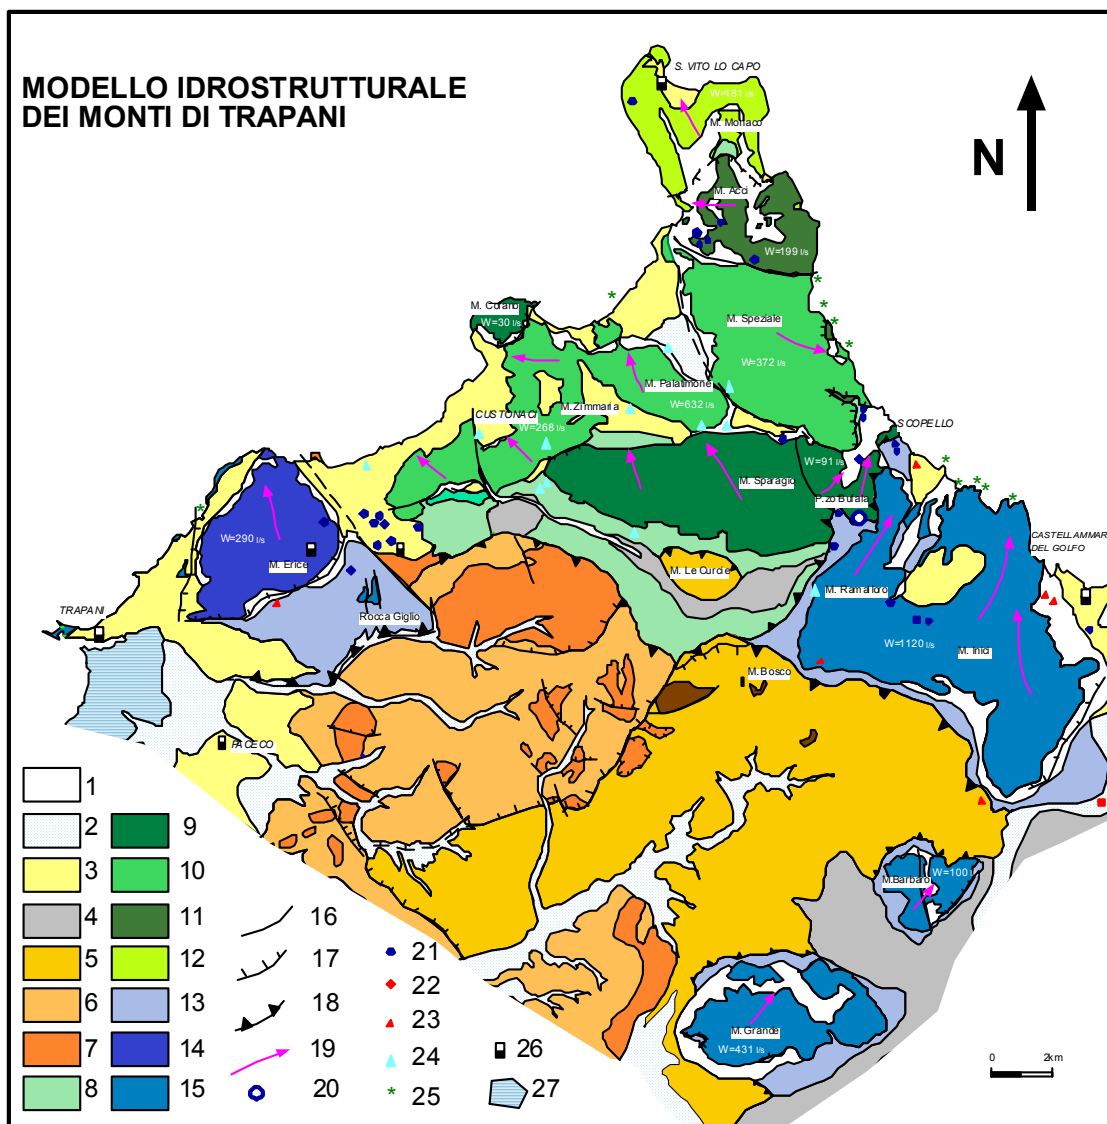 MODELLO IDROSTRUTTURALE
DEI MONTI DI TRAPANI
S. VITO LO CAPO
W=181 l/s
M. Monaco
N
M. Acci
W=199 l/s
M. Cofano
W=30 l/s
M. Speziale
W=372 l/s
M. Palatimone
W=632 l/s
M.Zimmaria
CUSTONACI
W=268 l/s
SCOPELLO
W=91 l/s
M. Sparagio
P.zo Bufala
W=290 l/s
M. Erice
M. Le Curcie
CASTELLAMMAR
DEL GOLFO
M. Ramalloro
TRAPANI
Rocca Giglio
W=1120 l/s
M. Inici
M. Bosco
PACECO
M.Barbaro
W=100 l
M. Grande
W=431 l/s
1
2
9
3
10
4
11
16
5
12
17
21
6
13
18
22
7
14
19
23
8
15
20
24
25
26
27
0
2km